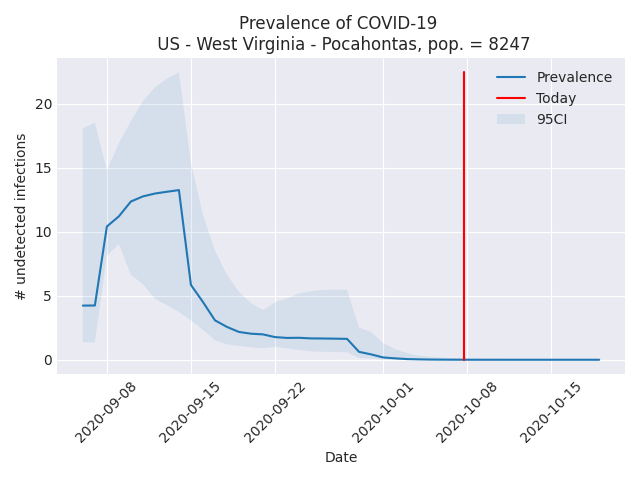 Prevalence of COVID-19
US - West Virginia - Pocahontas, pop. = 8247
Prevalence
Today
95CI
# undetected infections
20
15
10
5
0
2020-09-08
2020-09-15
2020-09-22
2020-10-01
2020-10-08
2020-10-15
Date